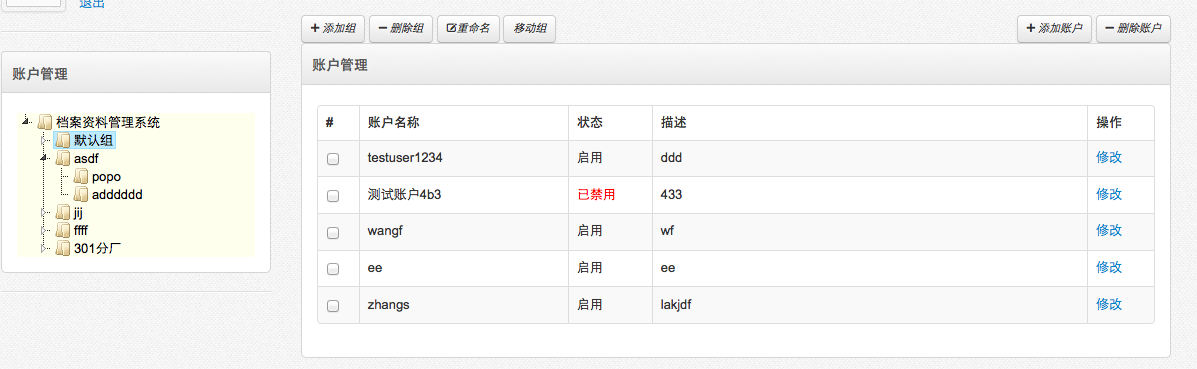 退出
添加组 删除组 重命名 移动组 添加账户 删除账户
账户管理
档案资料管理系统
默认组
asdf
popo
adddddd
jij
ffff
301分厂
账户管理
# 账户名称 状态 描述 操作
testuser1234 启用 ddd 修改
测试账户4b3 已禁用 433 修改
wangf 启用 wf 修改
ee 启用 ee 修改
zhangs 启用 lakjdf 修改